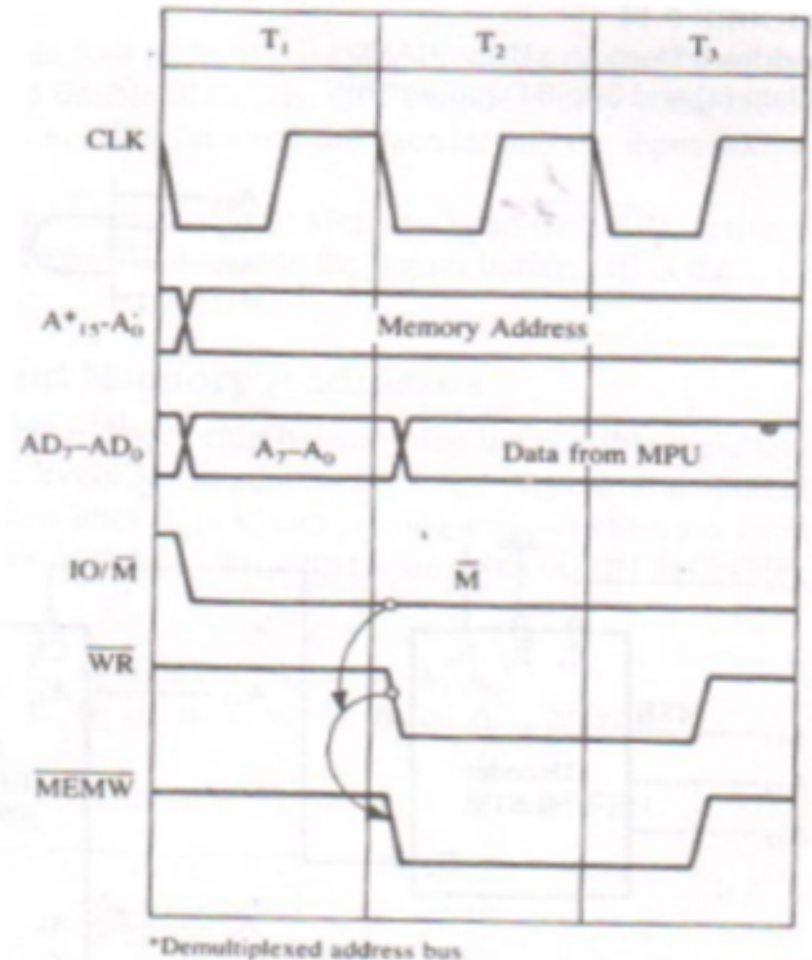 T₁ T₂ T₃
CLK
A*₁₅-A₀ Memory Address
AD₇–AD₀ A₇–A₀ Data from MPU
IO/M̅ M̅
W̅R̅
M̅E̅M̅W̅
*Demultiplexed address bus